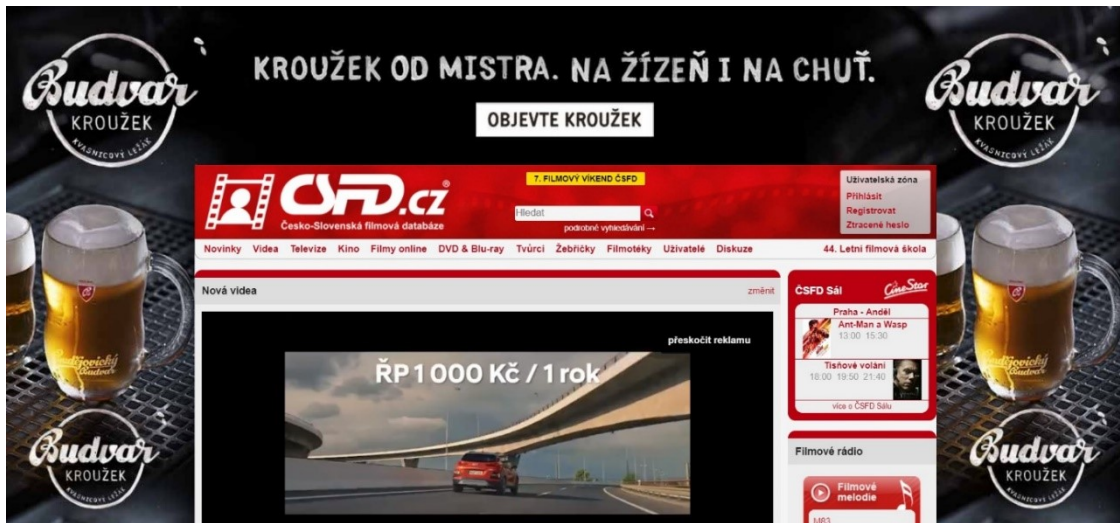 Budvar
KROUŽEK
KVASNICOVÝ LEŽÁK
KROUŽEK OD MISTRA. NA ŽÍZEŇ I NA CHUŤ.
OBJEVTE KROUŽEK
Budvar
KROUŽEK
KVASNICOVÝ LEŽÁK
ČSFD.cz®
Česko-Slovenská filmová databáze
7. FILMOVÝ VÍKEND ČSFD
Hledat
podrobné vyhledávání →
Uživatelská zóna
Přihlásit
Registrovat
Ztracené heslo
Novinky Videa Televize Kino Filmy online DVD & Blu-ray Tvůrci Žebříčky Filmotéky Uživatelé Diskuze 44. Letní filmová škola
Nová videa
změnit
přeskočit reklamu
ŘP 1000 Kč / 1 rok
ČSFD Sál
CineStar
Praha - Anděl
Ant-Man a Wasp
13:00 15:30
Tísňové volání
18:00 19:50 21:40
více o ČSFD Sálu
Filmové rádio
Filmové
melodie
M83
Budějovický
Budvar
Budějovický
Budvar
Budvar
KROUŽEK
KVASNICOVÝ LEŽÁK
Budvar
KROUŽEK
KVASNICOVÝ LEŽÁK